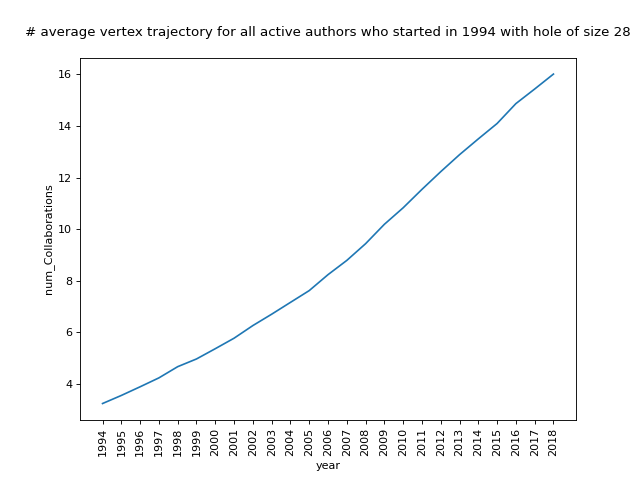 # average vertex trajectory for all active authors who started in 1994 with hole of size 28
16
14
12
10
8
6
4
num_Collaborations
1994 1995 1996 1997 1998 1999 2000 2001 2002 2003 2004 2005 2006 2007 2008 2009 2010 2011 2012 2013 2014 2015 2016 2017 2018
year